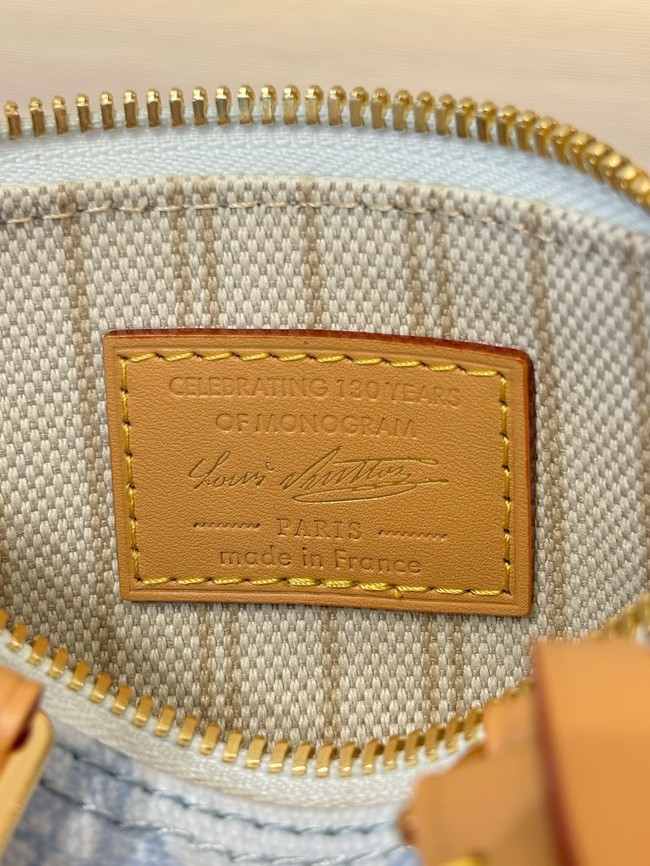 CELEBRATING 130 YEARS
OF MONOGRAM
Louis Vuitton
PARIS
made in France